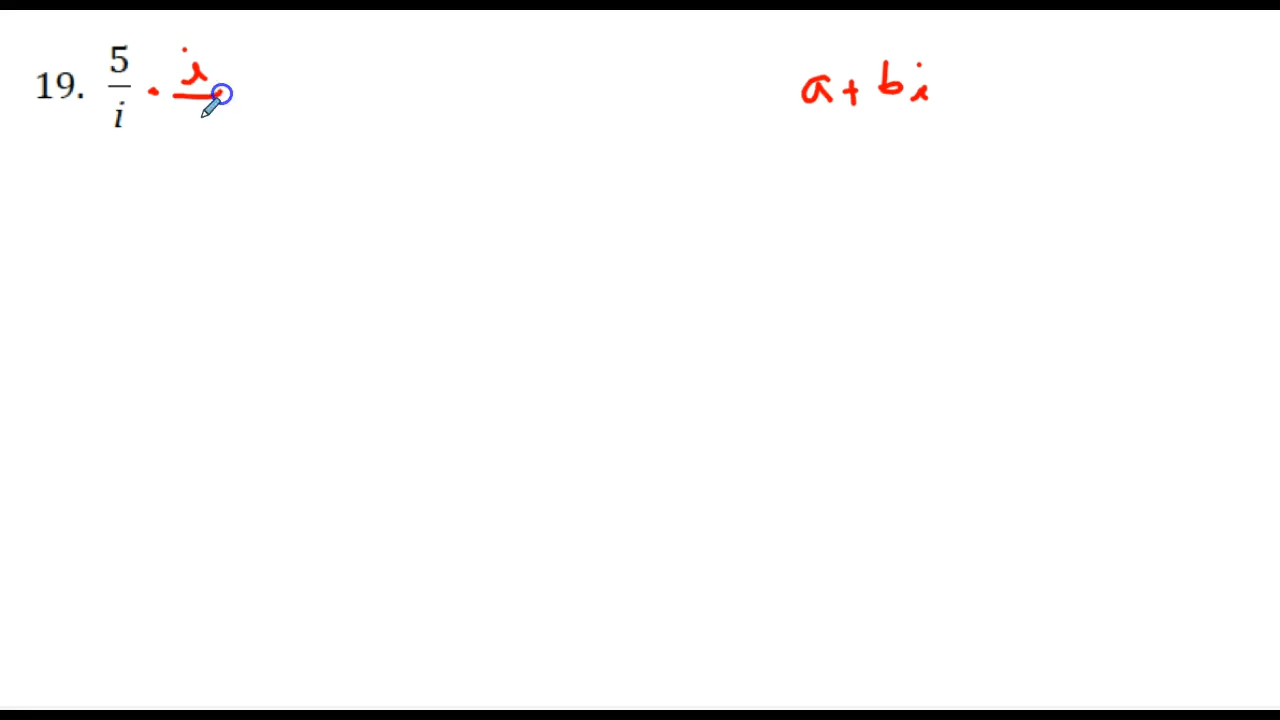 19. 5/i · i/
a + bi